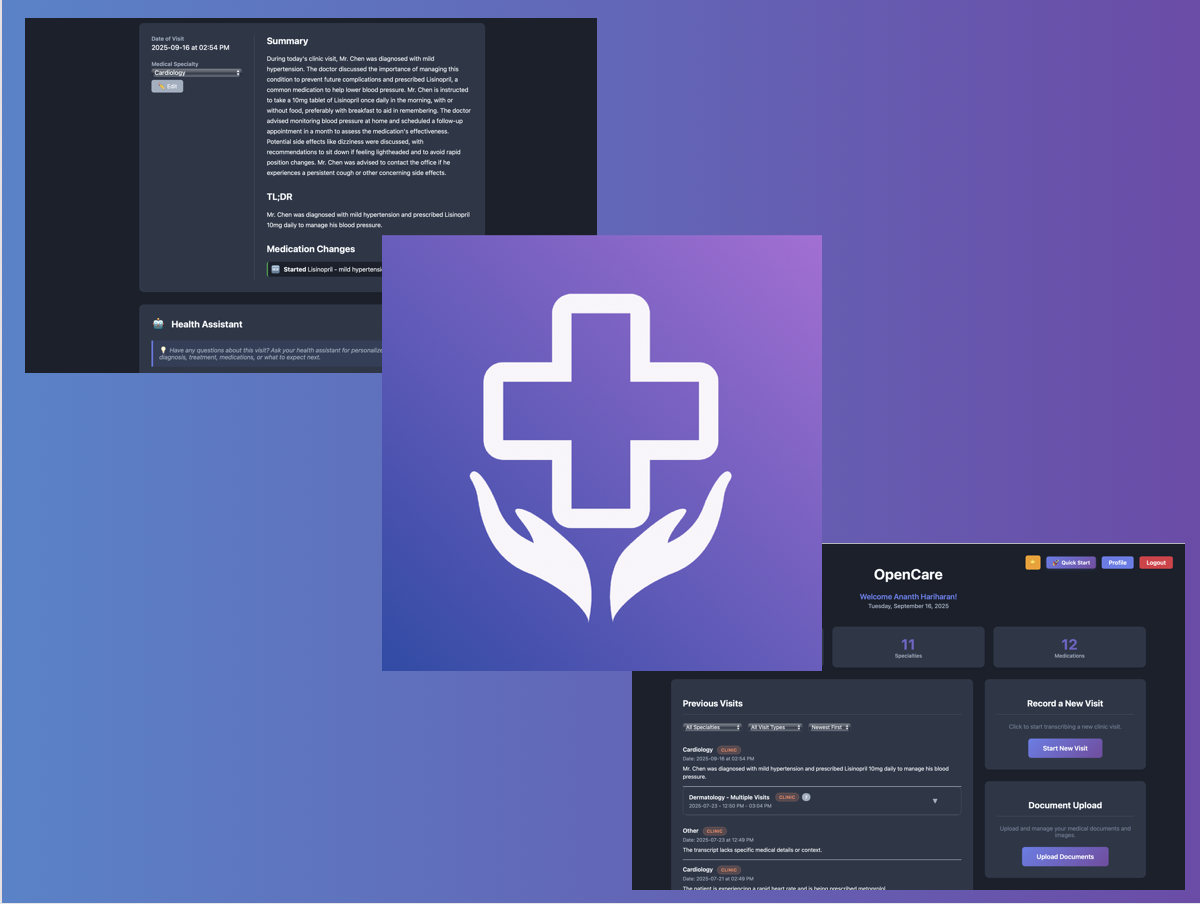 Date of Visit
2025-09-16 at 02:54 PM
Medical Specialty
Cardiology
Edit
Summary
During today's clinic visit, Mr. Chen was diagnosed with mild
hypertension. The doctor discussed the importance of managing this
condition to prevent future complications and prescribed Lisinopril, a
common medication to help lower blood pressure. Mr. Chen is instructed
to take a 10mg tablet of Lisinopril once daily in the morning, with or
without food, preferably with breakfast to aid in remembering. The doctor
advised monitoring blood pressure at home and scheduled a follow-up
appointment in a month to assess the medication's effectiveness.
Potential side effects like dizziness were discussed, with
recommendations to sit down if feeling lightheaded and to avoid rapid
position changes. Mr. Chen was advised to contact the office if he
experiences a persistent cough or other concerning side effects.
TL;DR
Mr. Chen was diagnosed with mild hypertension and prescribed Lisinopril
10mg daily to manage his blood pressure.
Medication Changes
Started Lisinopril - mild hypertensi
Health Assistant
Have any questions about this visit? Ask your health assistant for personalize
diagnosis, treatment, medications, or what to expect next.
OpenCare
Quick Start
Profile
Logout
Welcome Ananth Hariharan!
Tuesday, September 16, 2025
11
Specialties
12
Medications
Previous Visits
All Specialties
All Visit Types
Newest First
Cardiology CLINIC
Date: 2025-09-16 at 02:54 PM
Mr. Chen was diagnosed with mild hypertension and prescribed Lisinopril 10mg daily to manage his blood
pressure.
Dermatology - Multiple Visits CLINIC
2025-07-23 - 12:50 PM - 03:04 PM
Other CLINIC
Date: 2025-07-23 at 12:49 PM
The transcript lacks specific medical details or context.
Cardiology CLINIC
Date: 2025-07-21 at 02:49 PM
The patient is experiencing a rapid heart rate and is being prescribed metoprolol
Record a New Visit
Click to start transcribing a new clinic visit.
Start New Visit
Document Upload
Upload and manage your medical documents and
images.
Upload Documents